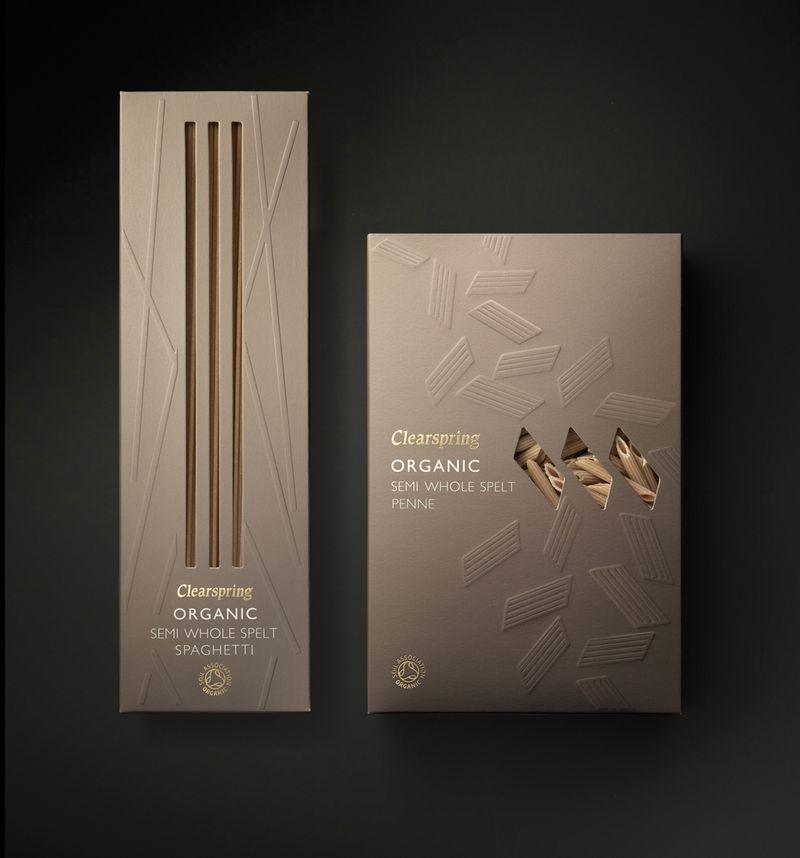 Clearspring
ORGANIC
SEMI WHOLE SPELT
SPAGHETTI
SOIL ASSOCIATION
ORGANIC
Clearspring
ORGANIC
SEMI WHOLE SPELT
PENNE
SOIL ASSOCIATION
ORGANIC